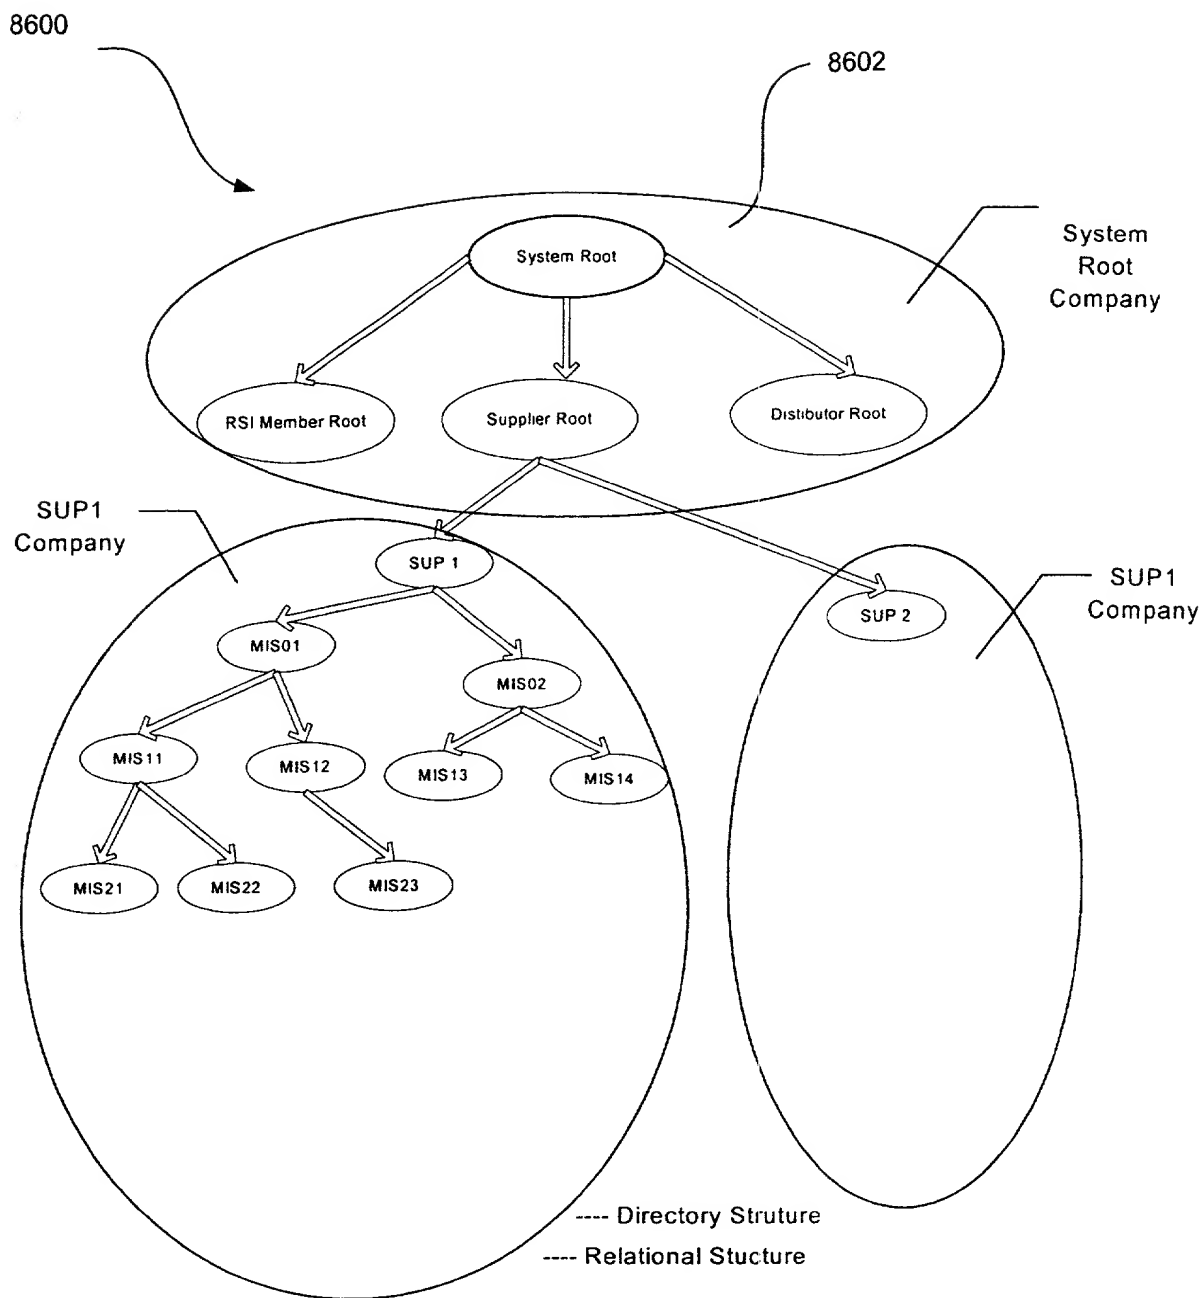 8600
8602
System Root
System
Root
Company
RSI Member Root
Supplier Root
Distibutor Root
SUP1
Company
SUP 1
SUP1
Company
SUP 2
MIS01
MIS02
MIS11
MIS12
MIS13
MIS14
MIS21
MIS22
MIS23
---- Directory Struture
---- Relational Stucture